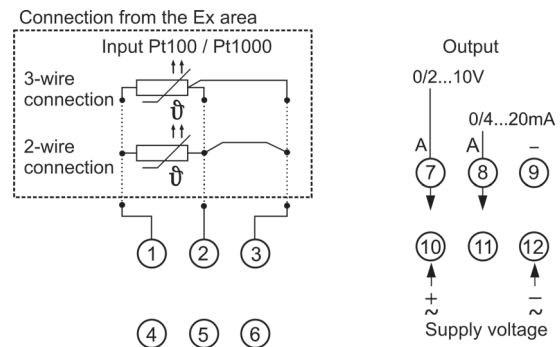 Connection from the Ex area
Input Pt100 / Pt1000
3-wire
connection
ϑ
2-wire
connection
ϑ
1 2 3
4 5 6
Output
0/2...10V
0/4...20mA
A A –
7 8 9
10 11 12
+ –
~ ~
Supply voltage